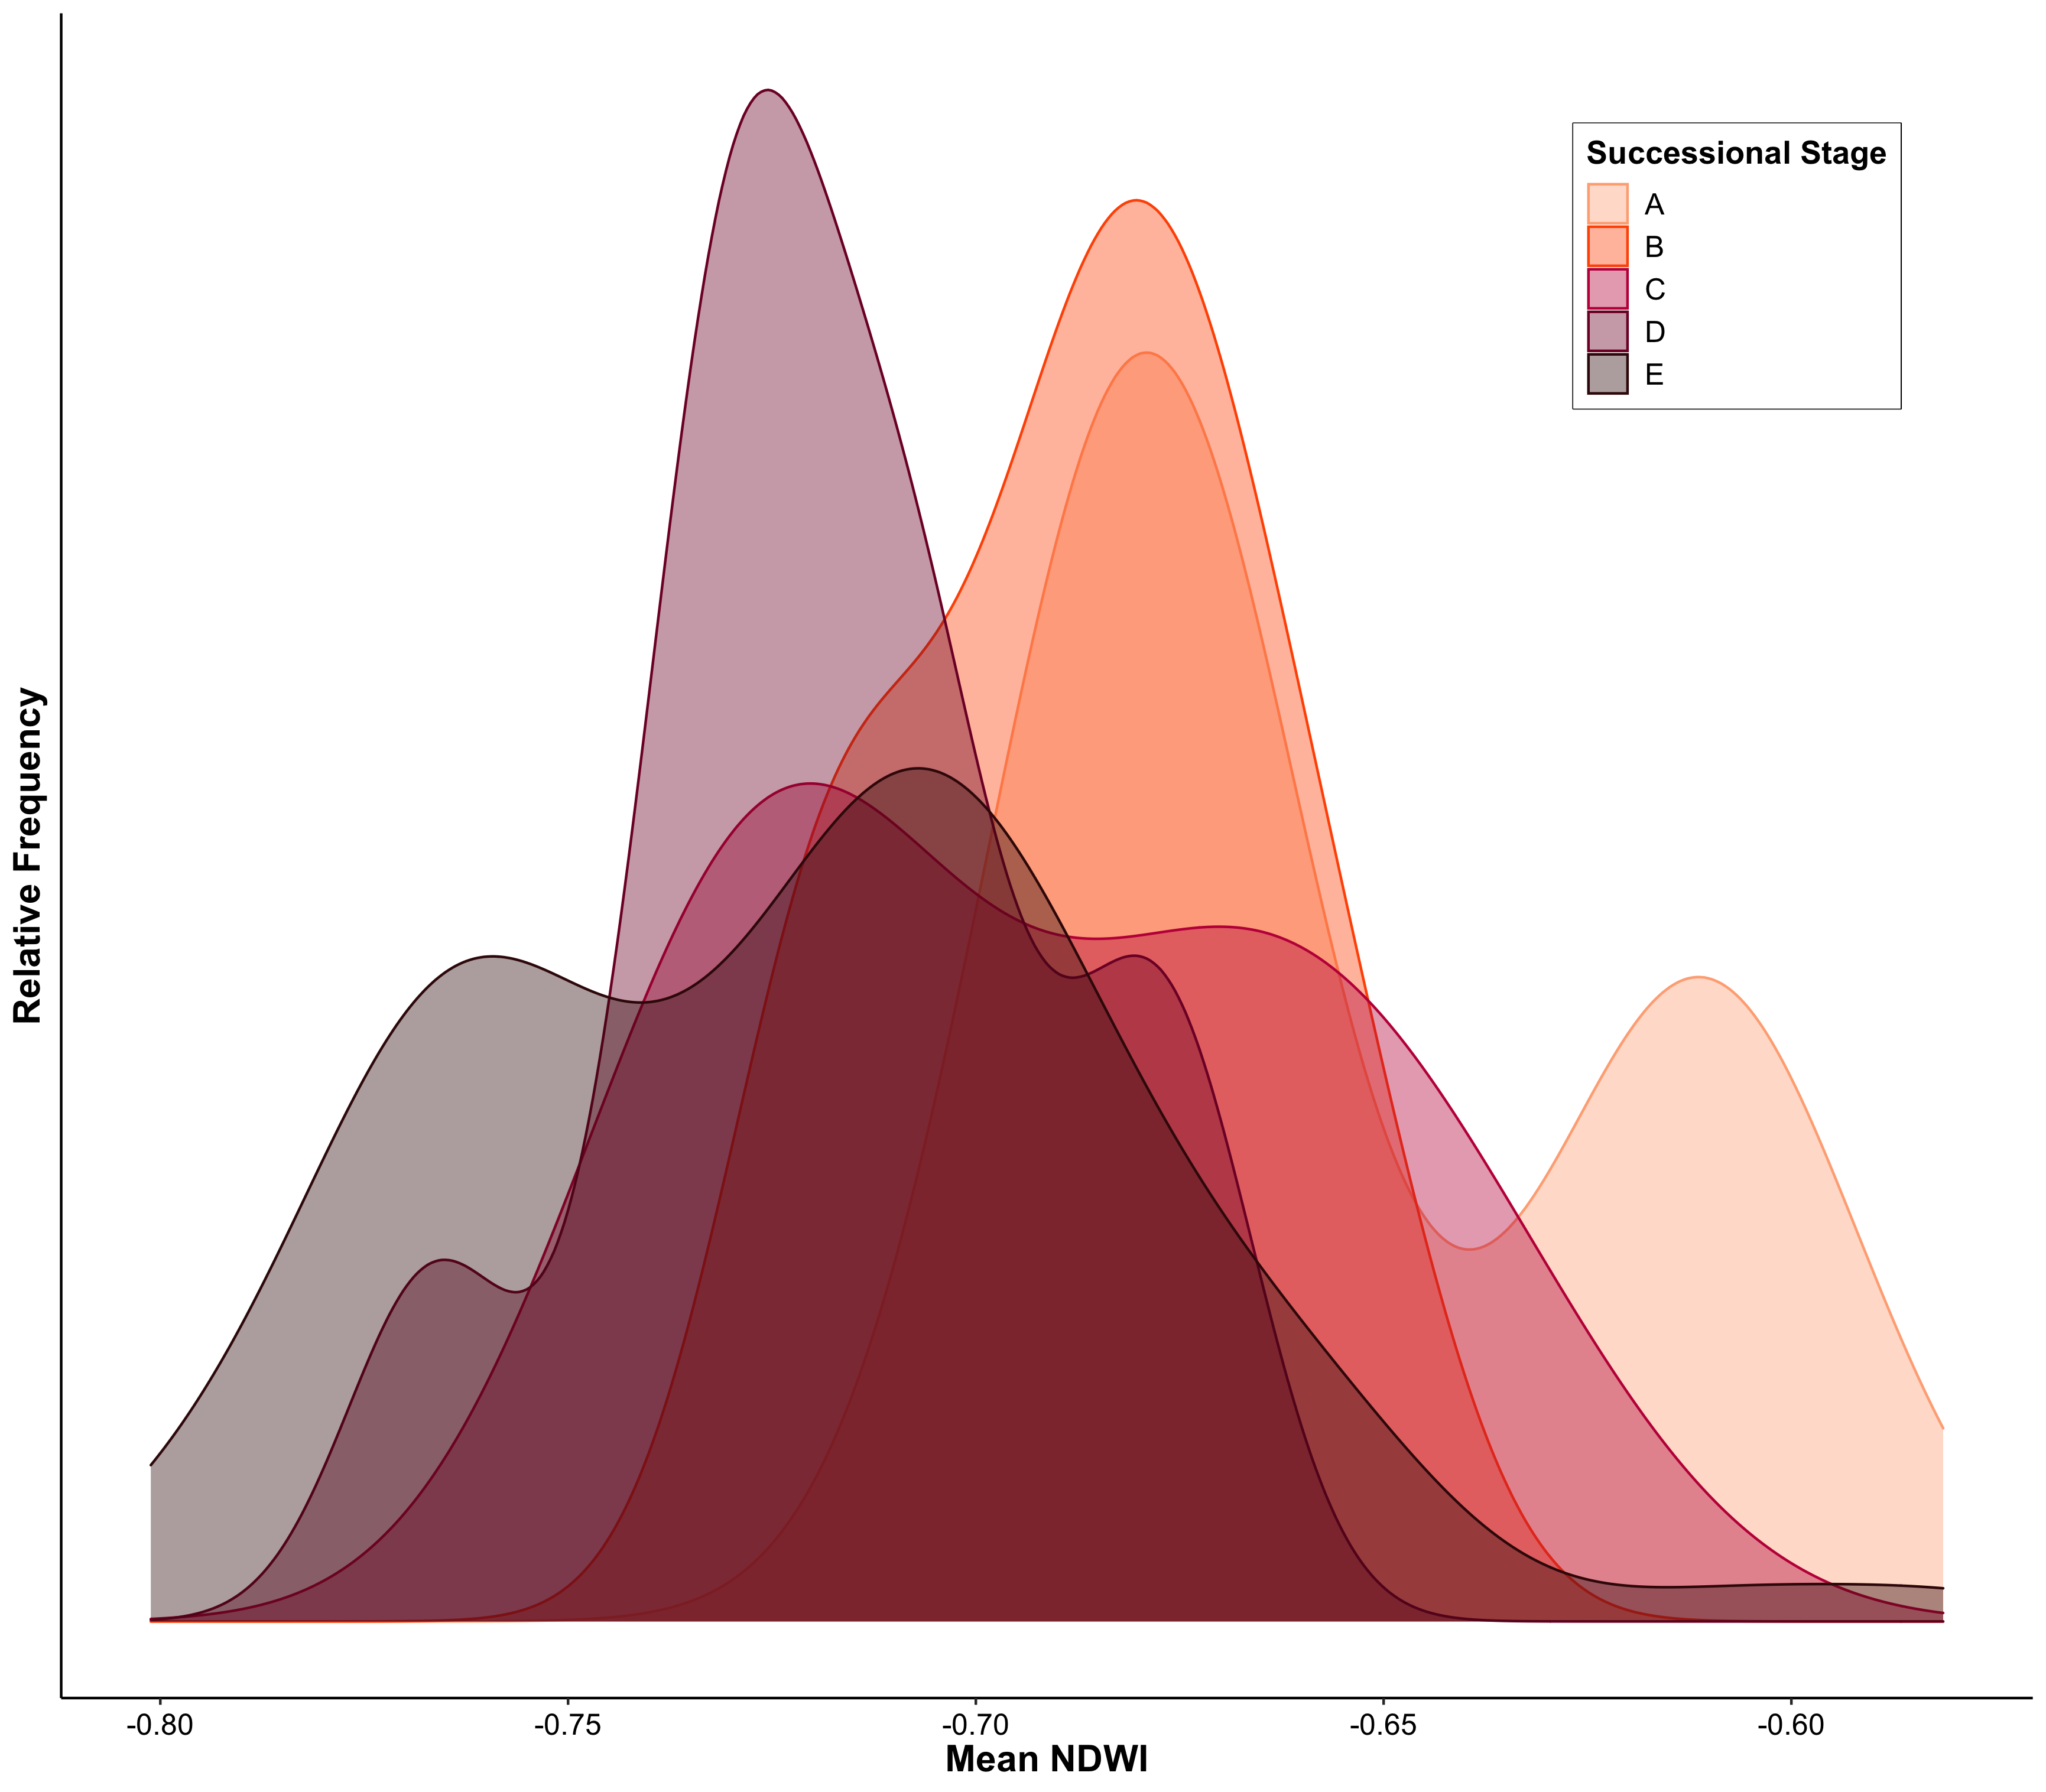 Successional Stage
A
B
C
D
E
Relative Frequency
-0.80
-0.75
-0.70
-0.65
-0.60
Mean NDWI